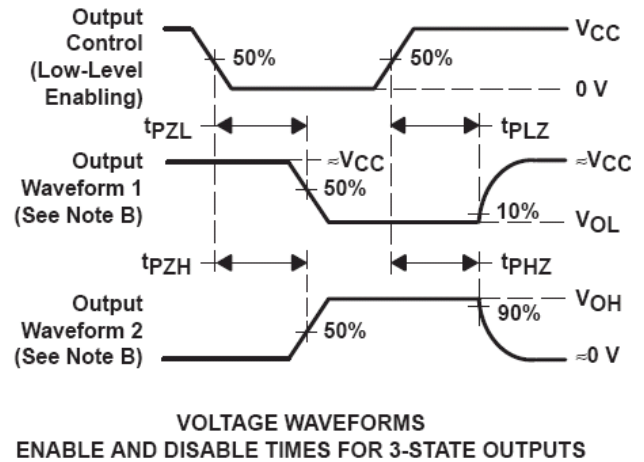 Output
Control
(Low-Level
Enabling)
50%
50%
VCC
0 V
tPZL
tPLZ
Output
Waveform 1
(See Note B)
≈VCC
50%
≈VCC
10%
VOL
tPZH
tPHZ
Output
Waveform 2
(See Note B)
50%
VOH
90%
≈0 V
VOLTAGE WAVEFORMS
ENABLE AND DISABLE TIMES FOR 3-STATE OUTPUTS